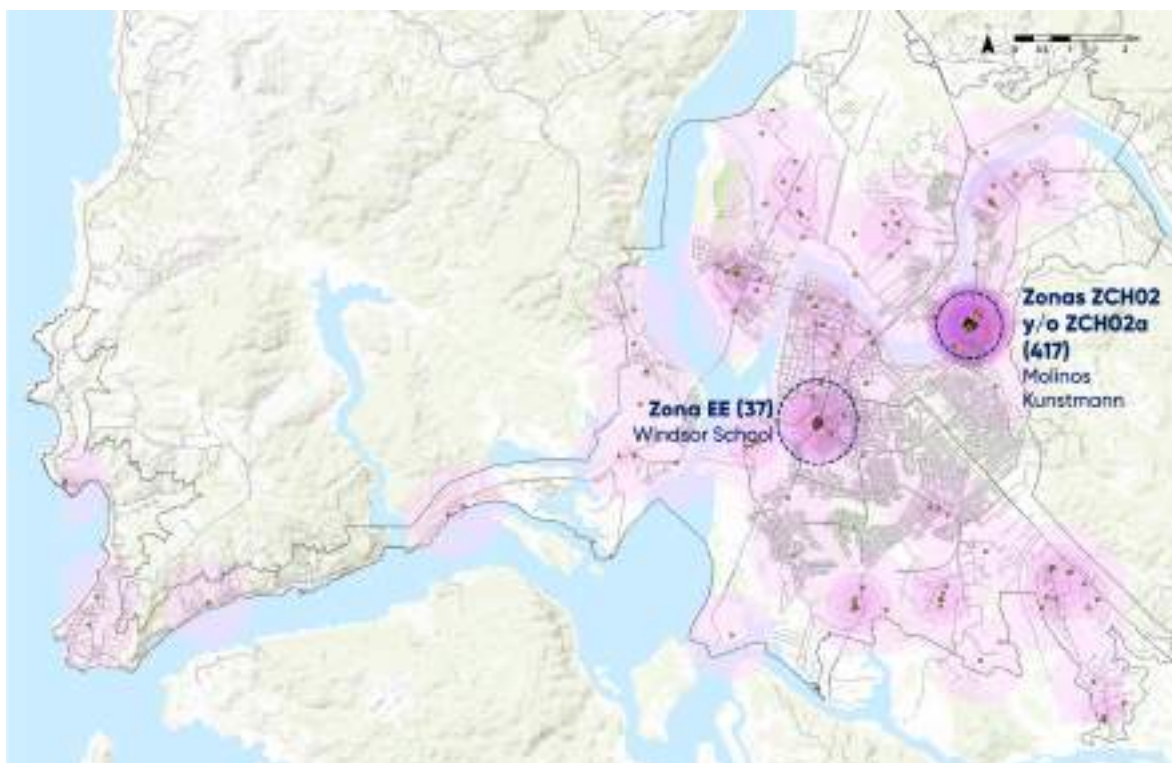 Zonas ZCH02
y/o ZCH02a
(417)
Molinos
Kunstmann
Zona EE (37)
Windsor School